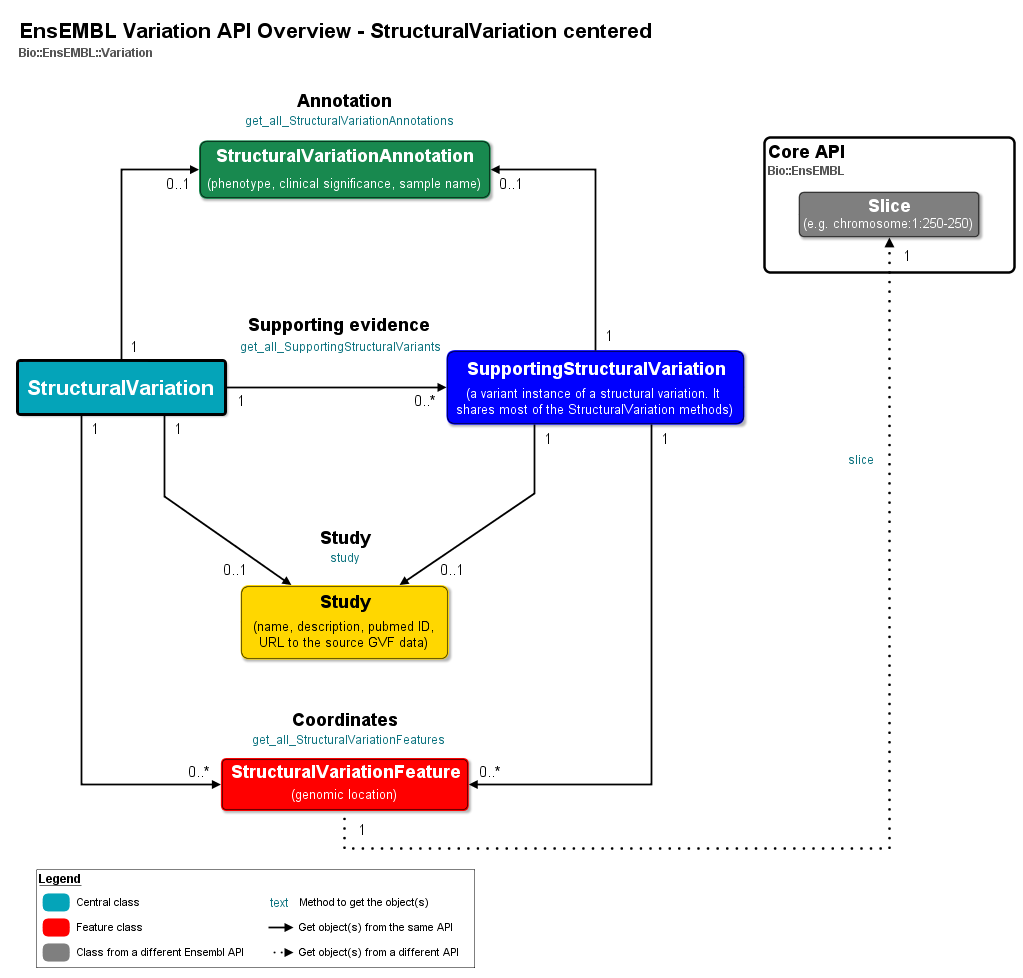 EnsEMBL Variation API Overview - StructuralVariation centered
Bio::EnsEMBL::Variation
Annotation
get_all_StructuralVariationAnnotations
StructuralVariationAnnotation
(phenotype, clinical significance, sample name)
0..1
0..1
Core API
Bio::EnsEMBL
Slice
(e.g. chromosome:1:250-250)
1
1
1
Supporting evidence
get_all_SupportingStructuralVariants
StructuralVariation
1
0..*
SupportingStructuralVariation
(a variant instance of a structural variation. It
shares most of the StructuralVariation methods)
1
1
1
1
slice
Study
study
0..1
0..1
Study
(name, description, pubmed ID,
URL to the source GVF data)
Coordinates
get_all_StructuralVariationFeatures
0..*
0..*
StructuralVariationFeature
(genomic location)
1
Legend
Central class
text Method to get the object(s)
Feature class
Get object(s) from the same API
Class from a different Ensembl API
Get object(s) from a different API